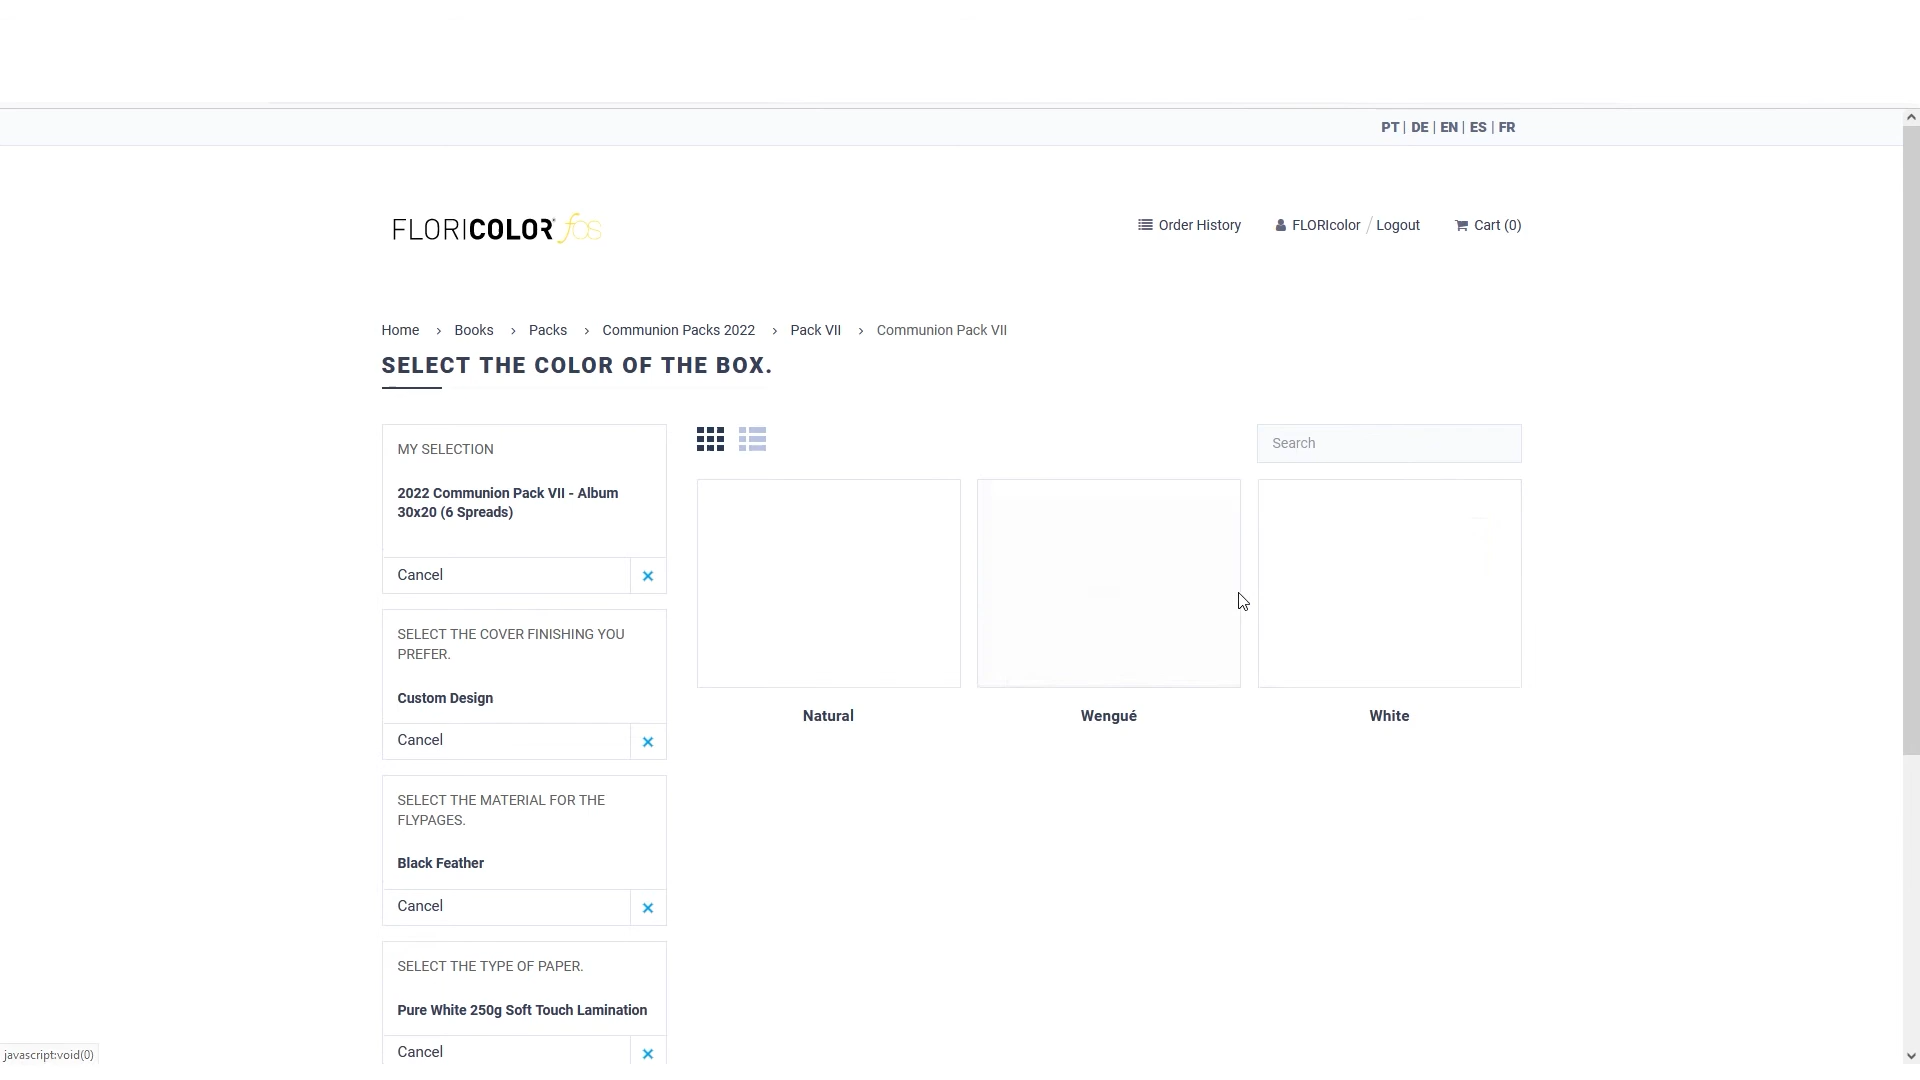 PT | DE | EN | ES | FR
FLORICOLOR® fos
Order History FLORIcolor / Logout Cart (0)
Home > Books > Packs > Communion Packs 2022 > Pack VII > Communion Pack VII
SELECT THE COLOR OF THE BOX.
MY SELECTION
2022 Communion Pack VII - Album
30x20 (6 Spreads)
Cancel
SELECT THE COVER FINISHING YOU
PREFER.
Custom Design
Cancel
SELECT THE MATERIAL FOR THE
FLYPAGES.
Black Feather
Cancel
SELECT THE TYPE OF PAPER.
Pure White 250g Soft Touch Lamination
Cancel
Search
Natural Wengué White
javascript:void(0)